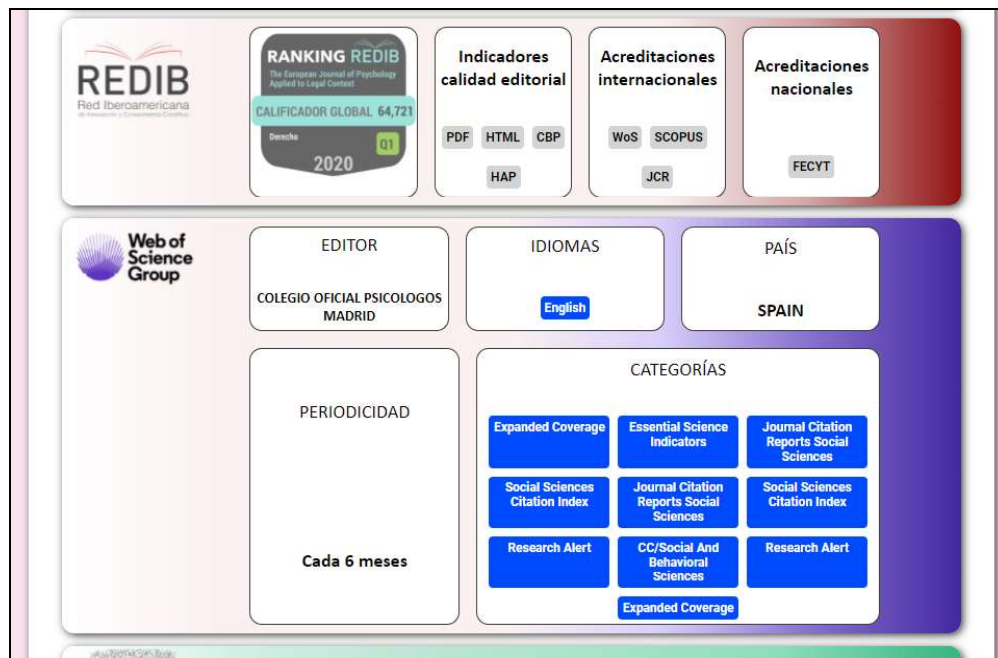 REDIB
Red Iberoamericana
de Innovación y Conocimiento Científico
RANKING REDIB
The European Journal of Psychology
Applied to Legal Context
CALIFICADOR GLOBAL 64,721
Derecho
Q1
2020
Indicadores
calidad editorial
PDF HTML CBP
HAP
Acreditaciones
internacionales
WoS SCOPUS
JCR
Acreditaciones
nacionales
FECYT
Web of
Science
Group
EDITOR
COLEGIO OFICIAL PSICOLOGOS
MADRID
IDIOMAS
English
PAÍS
SPAIN
PERIODICIDAD
Cada 6 meses
CATEGORÍAS
Expanded Coverage
Essential Science
Indicators
Journal Citation
Reports Social
Sciences
Social Sciences
Citation Index
Journal Citation
Reports Social
Sciences
Social Sciences
Citation Index
Research Alert
CC/Social And
Behavioral
Sciences
Research Alert
Expanded Coverage